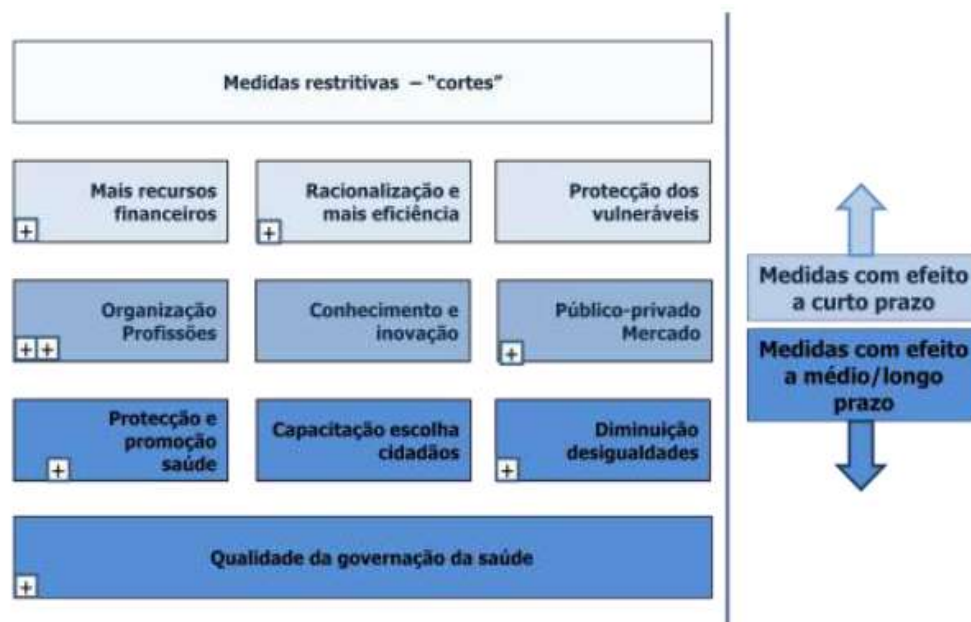 Medidas restritivas – “cortes”
Mais recursos
financeiros
+
Racionalização e
mais eficiência
+
Protecção dos
vulneráveis
Organização
Profissões
++
Conhecimento e
inovação
Público-privado
Mercado
+
Protecção e
promoção
saúde
+
Capacitação escolha
cidadãos
Diminuição
desigualdades
+
Qualidade da governação da saúde
+
Medidas com efeito
a curto prazo
Medidas com efeito
a médio/longo
prazo